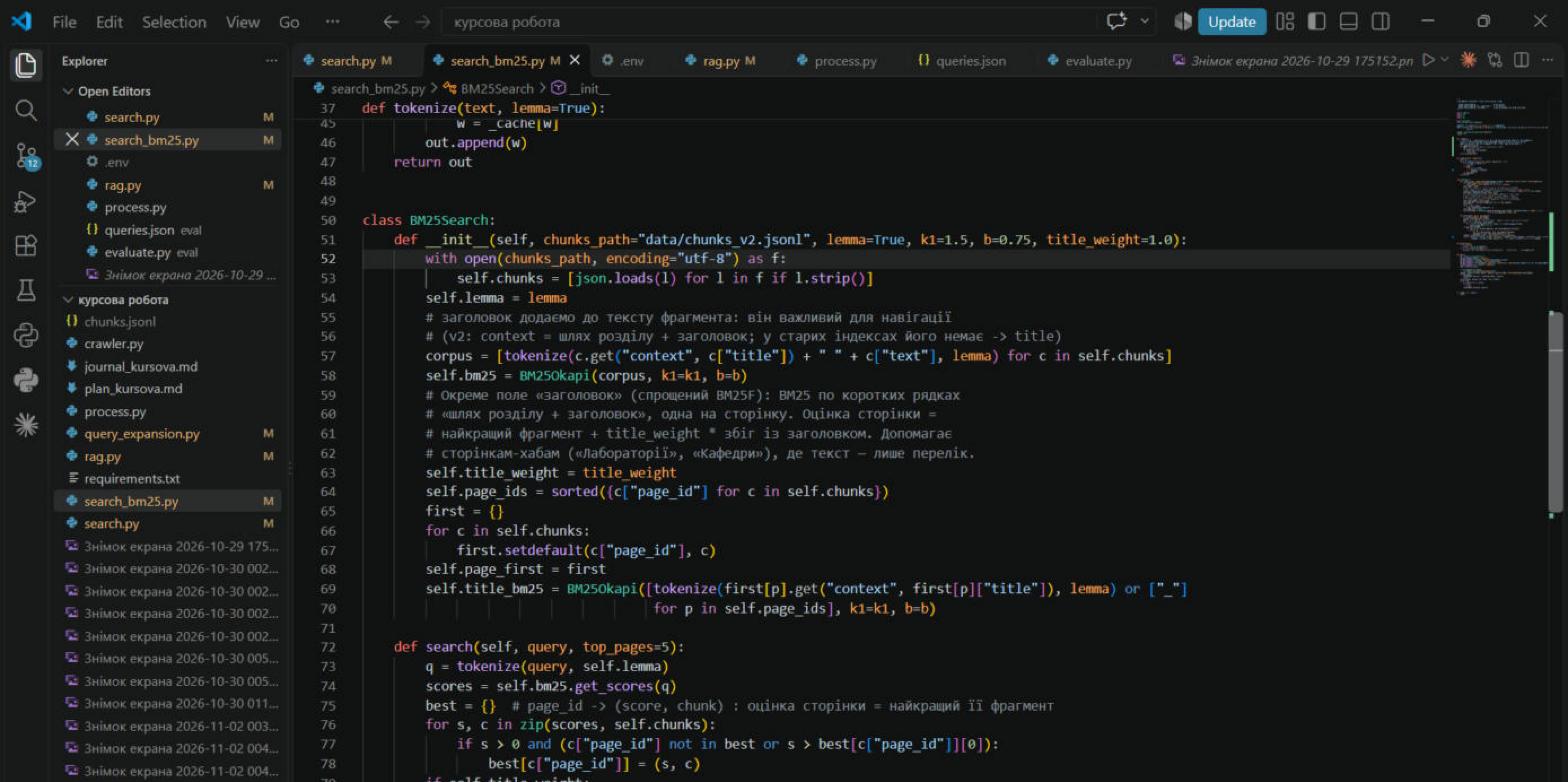 File Edit Selection View Go ··· курсова робота Update
Explorer ···
Open Editors
search.py M
search_bm25.py M
.env
rag.py M
process.py
queries.json eval
evaluate.py eval
Знімок екрана 2026-10-29 ...
курсова робота
chunks.jsonl
crawler.py
journal_kursova.md
plan_kursova.md
process.py
query_expansion.py M
rag.py M
requirements.txt
search_bm25.py M
search.py M
Знімок екрана 2026-10-29 175...
Знімок екрана 2026-10-30 002...
Знімок екрана 2026-10-30 002...
Знімок екрана 2026-10-30 002...
Знімок екрана 2026-10-30 002...
Знімок екрана 2026-10-30 005...
Знімок екрана 2026-10-30 005...
Знімок екрана 2026-10-30 011...
Знімок екрана 2026-11-02 003...
Знімок екрана 2026-11-02 004...
Знімок екрана 2026-11-02 004...
12
search.py M search_bm25.py M .env rag.py M process.py queries.json evaluate.py Знімок екрана 2026-10-29 175152.pn
search_bm25.py > BM25Search > __init__
37 def tokenize(text, lemma=True):
45 w = _cache[w]
46 out.append(w)
47 return out
48
49
50 class BM25Search:
51 def __init__(self, chunks_path="data/chunks_v2.jsonl", lemma=True, k1=1.5, b=0.75, title_weight=1.0):
52 with open(chunks_path, encoding="utf-8") as f:
53 self.chunks = [json.loads(l) for l in f if l.strip()]
54 self.lemma = lemma
55 # заголовок додаємо до тексту фрагмента: він важливий для навігації
56 # (v2: context = шлях розділу + заголовок; у старих індексах його немає -> title)
57 corpus = [tokenize(c.get("context", c["title"]) + " " + c["text"], lemma) for c in self.chunks]
58 self.bm25 = BM25Okapi(corpus, k1=k1, b=b)
59 # Окреме поле «заголовок» (спрощений BM25F): BM25 по коротких рядках
60 # «шлях розділу + заголовок», одна на сторінку. Оцінка сторінки =
61 # найкращий фрагмент + title_weight * збіг із заголовком. Допомагає
62 # сторінкам-хабам («Лабораторії», «Кафедри»), де текст — лише перелік.
63 self.title_weight = title_weight
64 self.page_ids = sorted({c["page_id"] for c in self.chunks})
65 first = {}
66 for c in self.chunks:
67 first.setdefault(c["page_id"], c)
68 self.page_first = first
69 self.title_bm25 = BM25Okapi([tokenize(first[p].get("context", first[p]["title"]), lemma) or ["_"]
70 for p in self.page_ids], k1=k1, b=b)
71
72 def search(self, query, top_pages=5):
73 q = tokenize(query, self.lemma)
74 scores = self.bm25.get_scores(q)
75 best = {} # page_id -> (score, chunk) : оцінка сторінки = найкращий її фрагмент
76 for s, c in zip(scores, self.chunks):
77 if s > 0 and (c["page_id"] not in best or s > best[c["page_id"]][0]):
78 best[c["page_id"]] = (s, c)